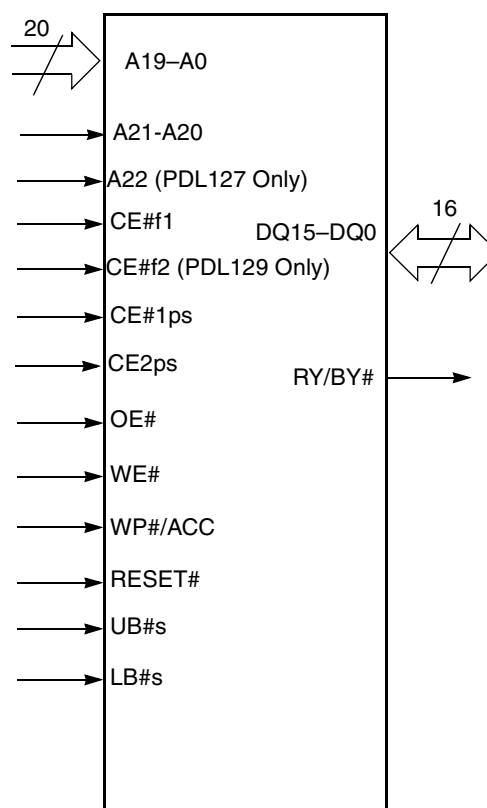 20
A19–A0
A21-A20
A22 (PDL127 Only)
CE#f1
16
DQ15–DQ0
CE#f2 (PDL129 Only)
CE#1ps
CE2ps
RY/BY#
OE#
WE#
WP#/ACC
RESET#
UB#s
LB#s